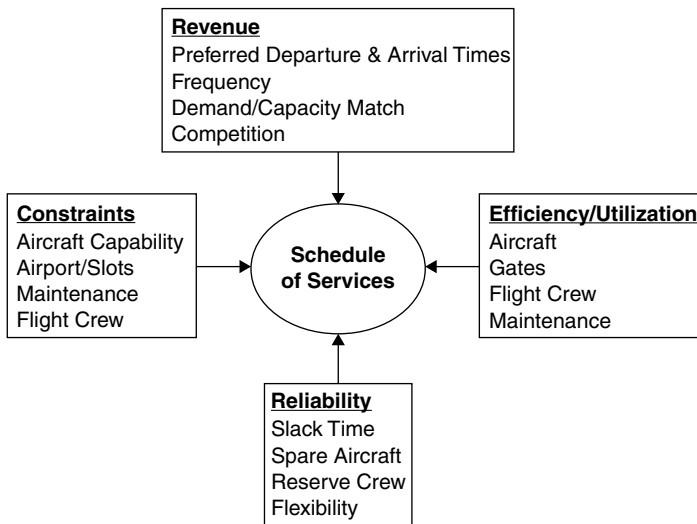 Revenue
Preferred Departure & Arrival Times
Frequency
Demand/Capacity Match
Competition
Constraints
Aircraft Capability
Airport/Slots
Maintenance
Flight Crew
Schedule
of Services
Efficiency/Utilization
Aircraft
Gates
Flight Crew
Maintenance
Reliability
Slack Time
Spare Aircraft
Reserve Crew
Flexibility